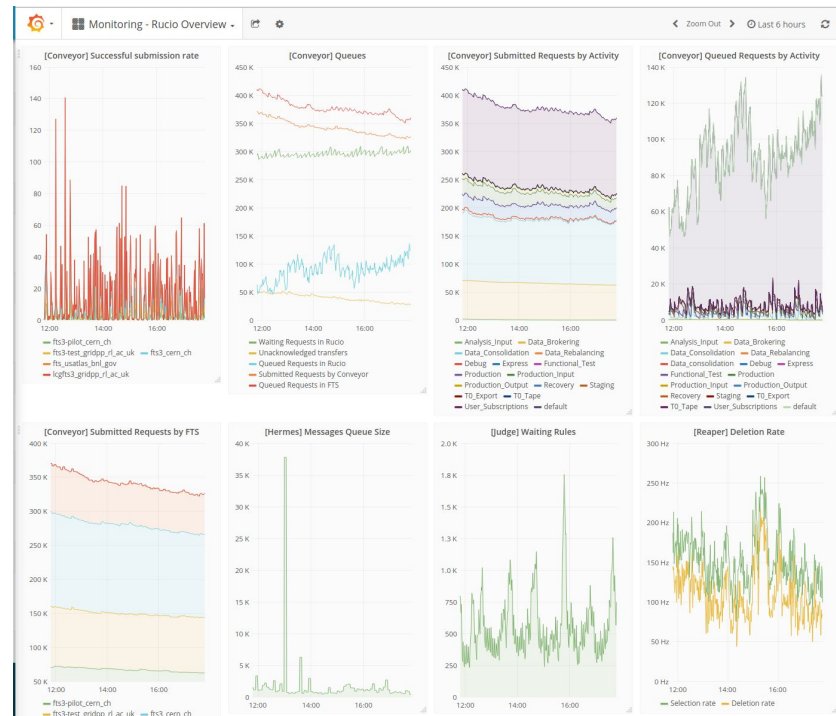 Monitoring - Rucio Overview
Zoom Out
Last 6 hours
[Conveyor] Successful submission rate
160
140
120
100
80
60
40
20
0
12:00
14:00
16:00
fts3-pilot_cern_ch
fts3-test_gridpp_rl_ac_uk fts3_cern_ch
fts_usatlas_bnl_gov
lcgfts3_gridpp_rl_ac_uk
[Conveyor] Queues
450 K
400 K
350 K
300 K
250 K
200 K
150 K
100 K
50 K
0
12:00
14:00
16:00
Waiting Requests in Rucio
Unacknowledged transfers
Queued Requests in Rucio
Submitted Requests by Conveyor
Queued Requests in FTS
[Conveyor] Submitted Requests by Activity
450 K
400 K
350 K
300 K
250 K
200 K
150 K
100 K
50 K
0
12:00
14:00
16:00
Analysis_Input Data_Brokering
Data_Consolidation Data_Rebalancing
Debug Express Functional_Test
Production Production_Input
Production_Output Recovery Staging
T0_Export T0_Tape
User_Subscriptions default
[Conveyor] Queued Requests by Activity
140 K
120 K
100 K
80 K
60 K
40 K
20 K
0
12:00
14:00
16:00
Analysis_Input Data_Brokering
Data_Consolidation Data_Rebalancing
Debug Express
Functional_Test Production
Production_Input Production_Output
Recovery Staging T0_Export
T0_Tape User_Subscriptions default
[Conveyor] Submitted Requests by FTS
400 K
350 K
300 K
250 K
200 K
150 K
100 K
50 K
12:00
14:00
16:00
fts3-pilot_cern_ch
fts3-test_gridpp_rl_ac_uk fts3_cern_ch
[Hermes] Messages Queue Size
40 K
35 K
30 K
25 K
20 K
15 K
10 K
5 K
0
12:00
14:00
16:00
[Judge] Waiting Rules
2.0 K
1.8 K
1.5 K
1.3 K
1.0 K
750
500
250
0
12:00
14:00
16:00
[Reaper] Deletion Rate
300 Hz
250 Hz
200 Hz
150 Hz
100 Hz
50 Hz
0 Hz
12:00
14:00
16:00
Selection rate Deletion rate